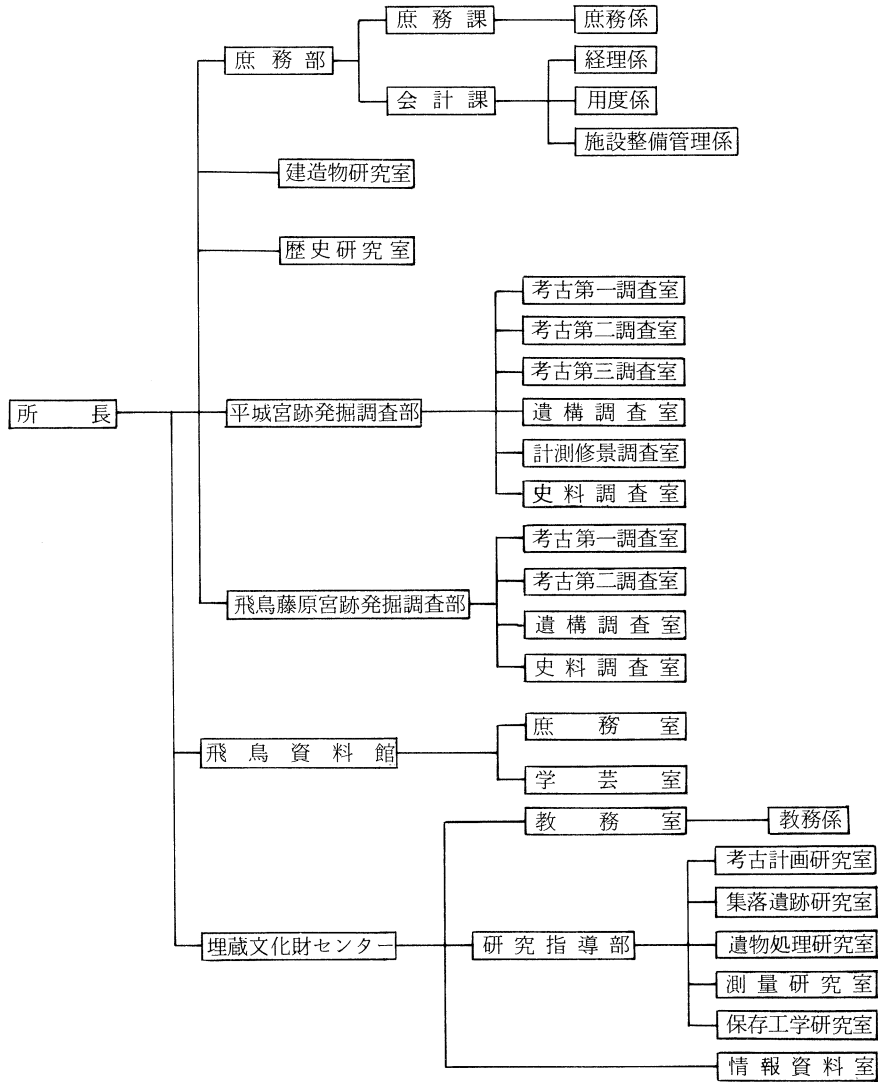 庶務課
庶務係
庶務部
経理係
会計課
用度係
施設整備管理係
建造物研究室
歴史研究室
考古第一調査室
考古第二調査室
考古第三調査室
所長
平城宮跡発掘調査部
遺構調査室
計測修景調査室
史料調査室
考古第一調査室
考古第二調査室
飛鳥藤原宮跡発掘調査部
遺構調査室
史料調査室
庶務室
飛鳥資料館
学芸室
教務室
教務係
考古計画研究室
集落遺跡研究室
埋蔵文化財センター
研究指導部
遺物処理研究室
測量研究室
保存工学研究室
情報資料室